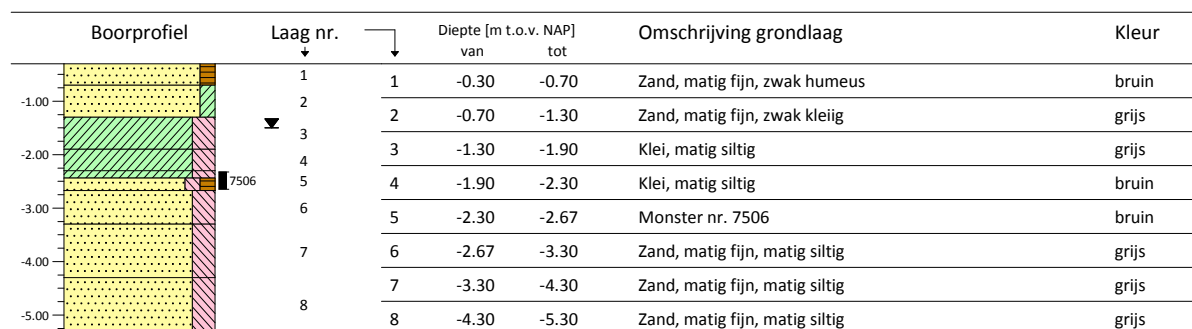 Boorprofiel Laag nr. Diepte [m t.o.v. NAP] Omschrijving grondlaag Kleur
van tot
1 -0.30 -0.70 Zand, matig fijn, zwak humeus bruin
2 -0.70 -1.30 Zand, matig fijn, zwak kleiig grijs
3 -1.30 -1.90 Klei, matig siltig grijs
4 -1.90 -2.30 Klei, matig siltig bruin
5 -2.30 -2.67 Monster nr. 7506 bruin
6 -2.67 -3.30 Zand, matig fijn, matig siltig grijs
7 -3.30 -4.30 Zand, matig fijn, matig siltig grijs
8 -4.30 -5.30 Zand, matig fijn, matig siltig grijs
1
-1.00 2
3
-2.00 4
7506 5
-3.00 6
-4.00 7
8
-5.00